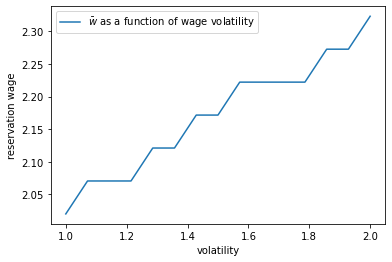 w̄ as a function of wage volatility
2.30
2.25
2.20
2.15
2.10
2.05
reservation wage
1.0 1.2 1.4 1.6 1.8 2.0
volatility